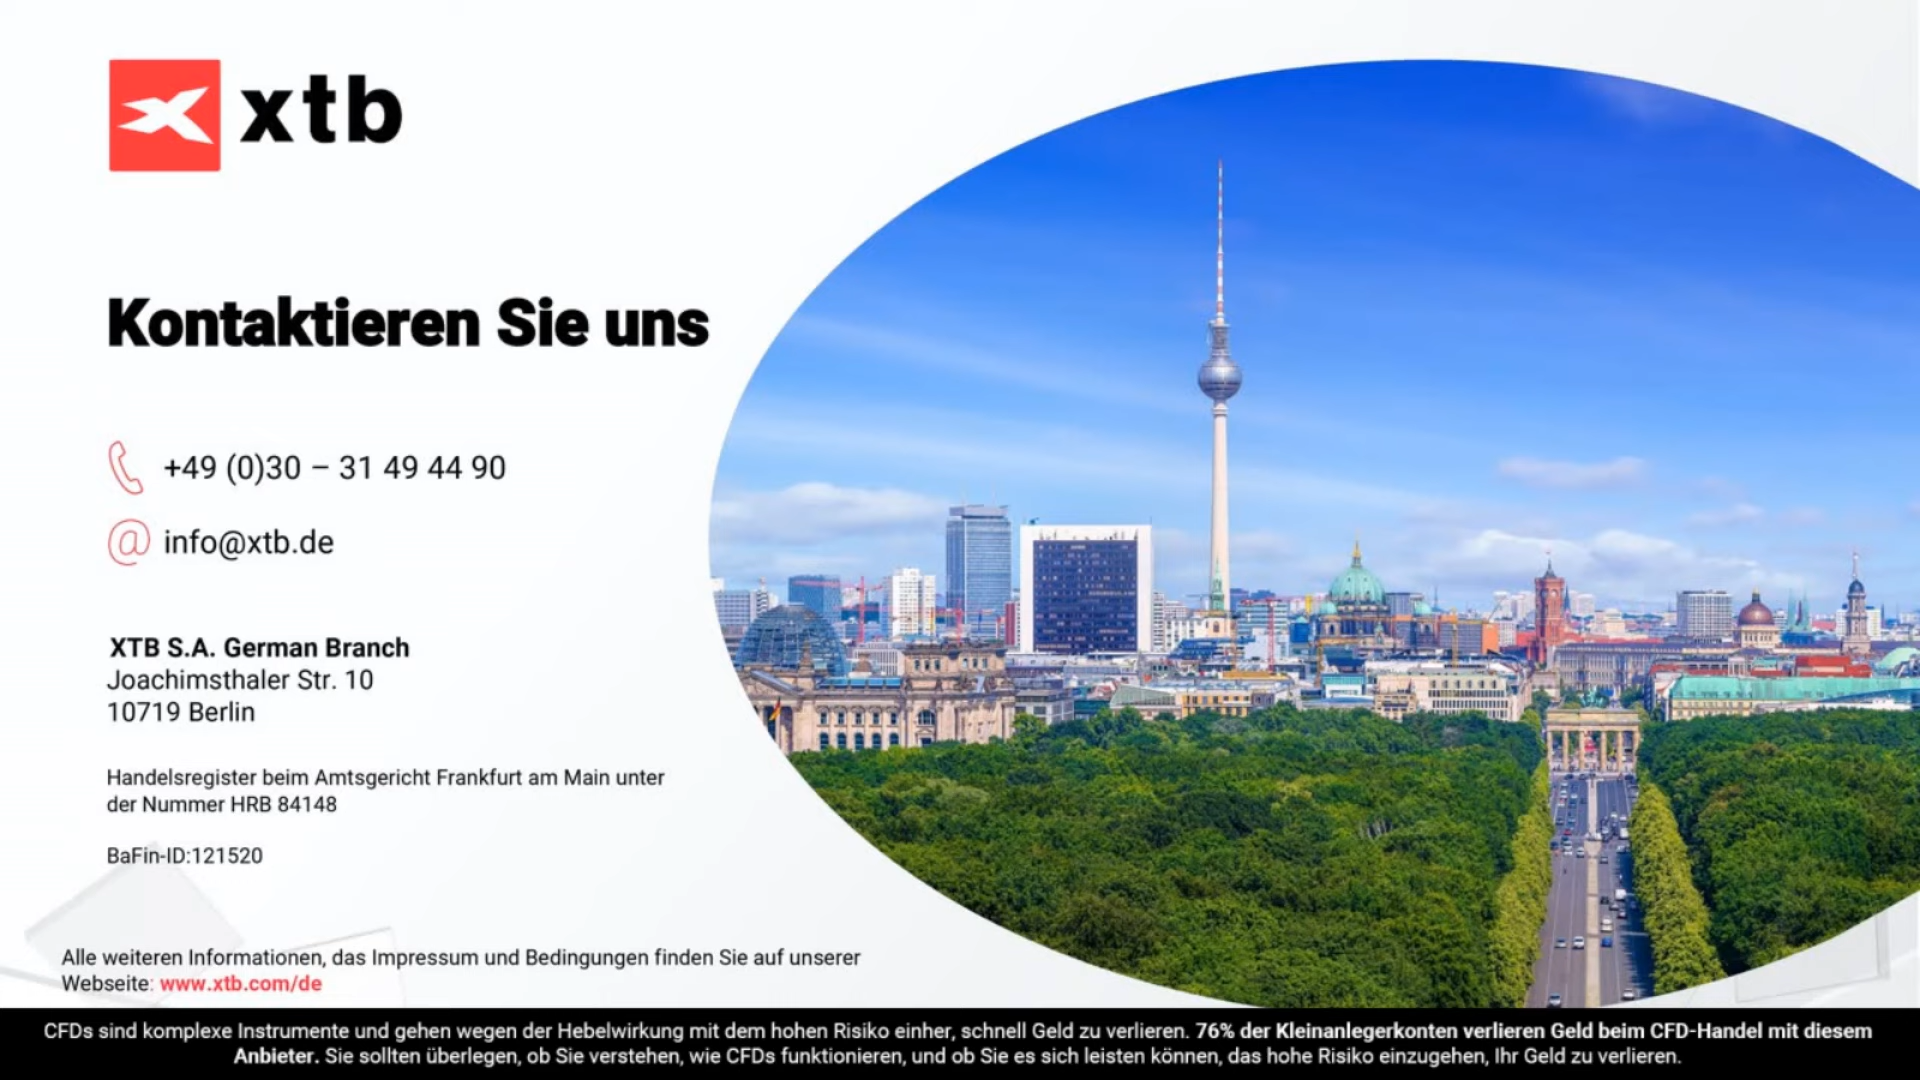 xtb
Kontaktieren Sie uns
+49 (0)30 – 31 49 44 90
info@xtb.de
XTB S.A. German Branch
Joachimsthaler Str. 10
10719 Berlin
Handelsregister beim Amtsgericht Frankfurt am Main unter
der Nummer HRB 84148
BaFin-ID:121520
Alle weiteren Informationen, das Impressum und Bedingungen finden Sie auf unserer
Webseite: www.xtb.com/de
CFDs sind komplexe Instrumente und gehen wegen der Hebelwirkung mit dem hohen Risiko einher, schnell Geld zu verlieren. 76% der Kleinanlegerkonten verlieren Geld beim CFD-Handel mit diesem
Anbieter. Sie sollten überlegen, ob Sie verstehen, wie CFDs funktionieren, und ob Sie es sich leisten können, das hohe Risiko einzugehen, Ihr Geld zu verlieren.